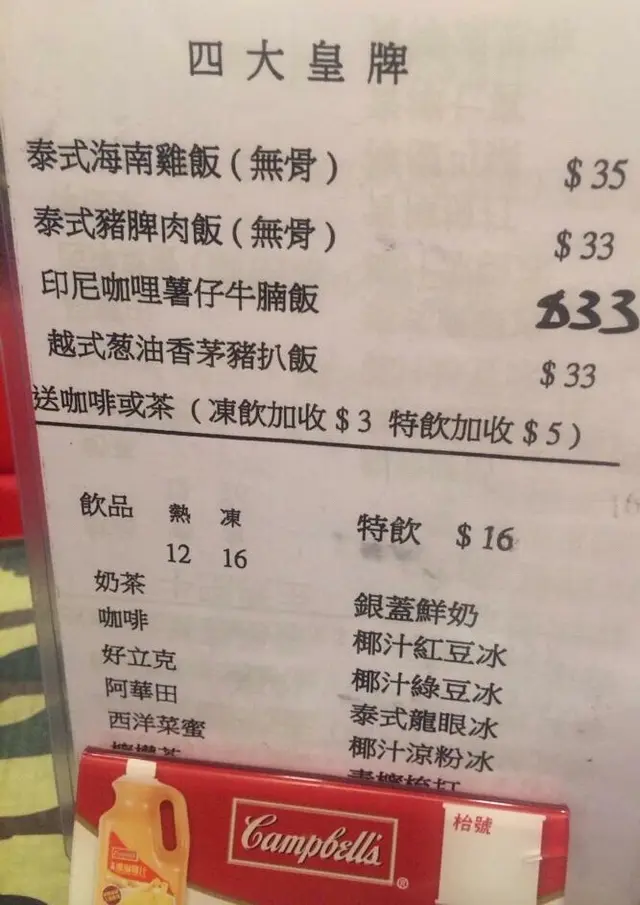 四大皇牌
泰式海南雞飯（無骨） $35
泰式豬脾肉飯（無骨） $33
印尼咖哩薯仔牛腩飯 $33
越式葱油香茅豬扒飯 $33
送咖啡或茶（凍飲加收$3 特飲加收$5）
飲品 熱 凍
12 16
奶茶
咖啡
好立克
阿華田
西洋菜蜜
特飲 $16
銀蓋鮮奶
椰汁紅豆冰
椰汁綠豆冰
泰式龍眼冰
椰汁涼粉冰
Campbell's
枱號